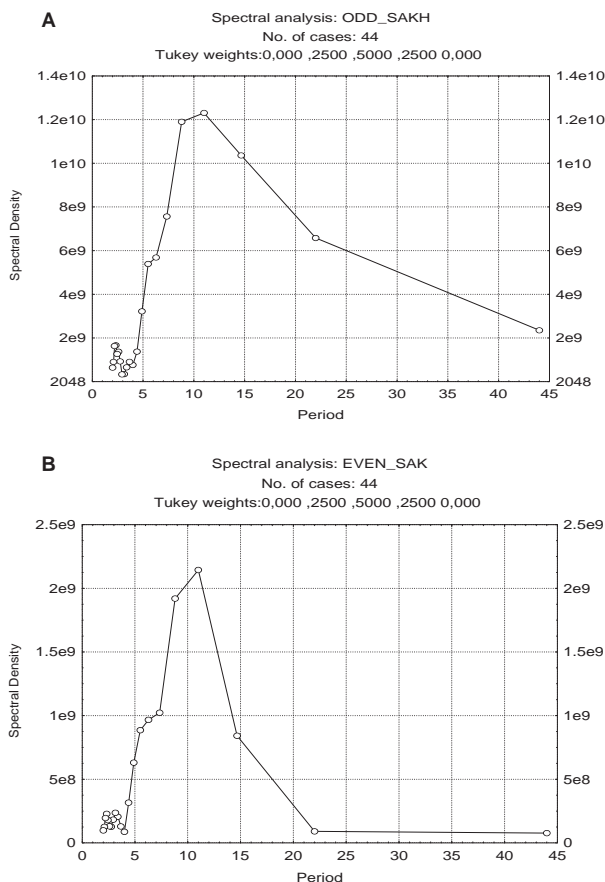 A
Spectral analysis: ODD_SAKH
No. of cases: 44
Tukey weights:0,000 ,2500 ,5000 ,2500 0,000
1.4e10 1.4e10
1.2e10 1.2e10
1e10 1e10
8e9 8e9
6e9 6e9
4e9 4e9
2e9 2e9
2048 2048
Spectral Density
0 5 10 15 20 25 30 35 40 45
Period
B
Spectral analysis: EVEN_SAK
No. of cases: 44
Tukey weights:0,000 ,2500 ,5000 ,2500 0,000
2.5e9 2.5e9
2e9 2e9
1.5e9 1.5e9
1e9 1e9
5e8 5e8
0 0
Spectral Density
0 5 10 15 20 25 30 35 40 45
Period